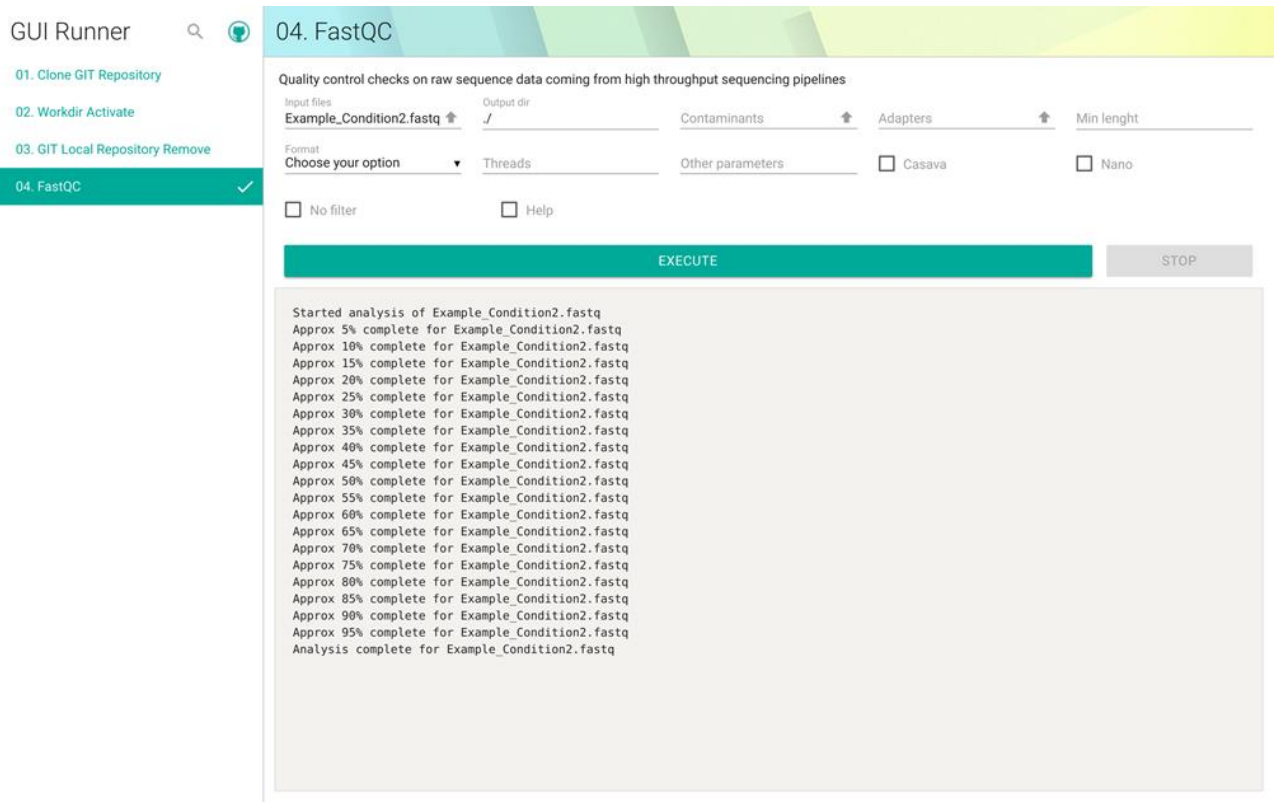 GUI Runner
01. Clone GIT Repository
02. Workdir Activate
03. GIT Local Repository Remove
04. FastQC
04. FastQC
Quality control checks on raw sequence data coming from high throughput sequencing pipelines
Input files
Output dir
Example_Condition2.fastq
./
Contaminants
Adapters
Min lenght
Format
Choose your option
Threads
Other parameters
Casava
Nano
No filter
Help
EXECUTE
STOP
Started analysis of Example_Condition2.fastq
Approx 5% complete for Example_Condition2.fastq
Approx 10% complete for Example_Condition2.fastq
Approx 15% complete for Example_Condition2.fastq
Approx 20% complete for Example_Condition2.fastq
Approx 25% complete for Example_Condition2.fastq
Approx 30% complete for Example_Condition2.fastq
Approx 35% complete for Example_Condition2.fastq
Approx 40% complete for Example_Condition2.fastq
Approx 45% complete for Example_Condition2.fastq
Approx 50% complete for Example_Condition2.fastq
Approx 55% complete for Example_Condition2.fastq
Approx 60% complete for Example_Condition2.fastq
Approx 65% complete for Example_Condition2.fastq
Approx 70% complete for Example_Condition2.fastq
Approx 75% complete for Example_Condition2.fastq
Approx 80% complete for Example_Condition2.fastq
Approx 85% complete for Example_Condition2.fastq
Approx 90% complete for Example_Condition2.fastq
Approx 95% complete for Example_Condition2.fastq
Analysis complete for Example_Condition2.fastq